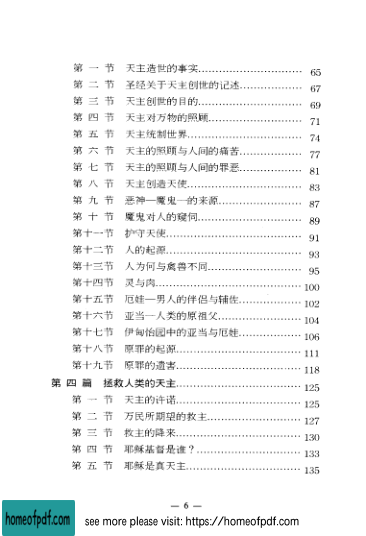 第一节 天主造世的事实……………………… 65
第二节 圣经关于天主创世的记述……………… 67
第三节 天主创世的目的……………………… 69
第四节 天主对万物的照顾…………………… 71
第五节 天主统制世界………………………… 74
第六节 天主的照顾与人间的痛苦……………… 77
第七节 天主的照顾与人间的罪恶……………… 81
第八节 天主创造天使………………………… 83
第九节 恶神—魔鬼—的来源………………… 87
第十节 魔鬼对人的窥伺……………………… 89
第十一节 护守天使…………………………… 91
第十二节 人的起源…………………………… 93
第十三节 人为何与禽兽不同………………… 95
第十四节 灵与肉……………………………… 100
第十五节 厄娃—男人的伴侣与辅佐…………… 102
第十六节 亚当—人类的原祖父………………… 104
第十七节 伊甸怡园中的亚当与厄娃…………… 106
第十八节 原罪的起源………………………… 111
第十九节 原罪的遗害………………………… 118
第四篇 拯救人类的天主……………………… 125
第一节 天主的许诺…………………………… 125
第二节 万民所期望的救主…………………… 127
第三节 救主的降来…………………………… 130
第四节 耶稣基督是谁？……………………… 133
第五节 耶稣是真天主………………………… 135
— 6 —
homeofpdf.com see more please visit: https://homeofpdf.com